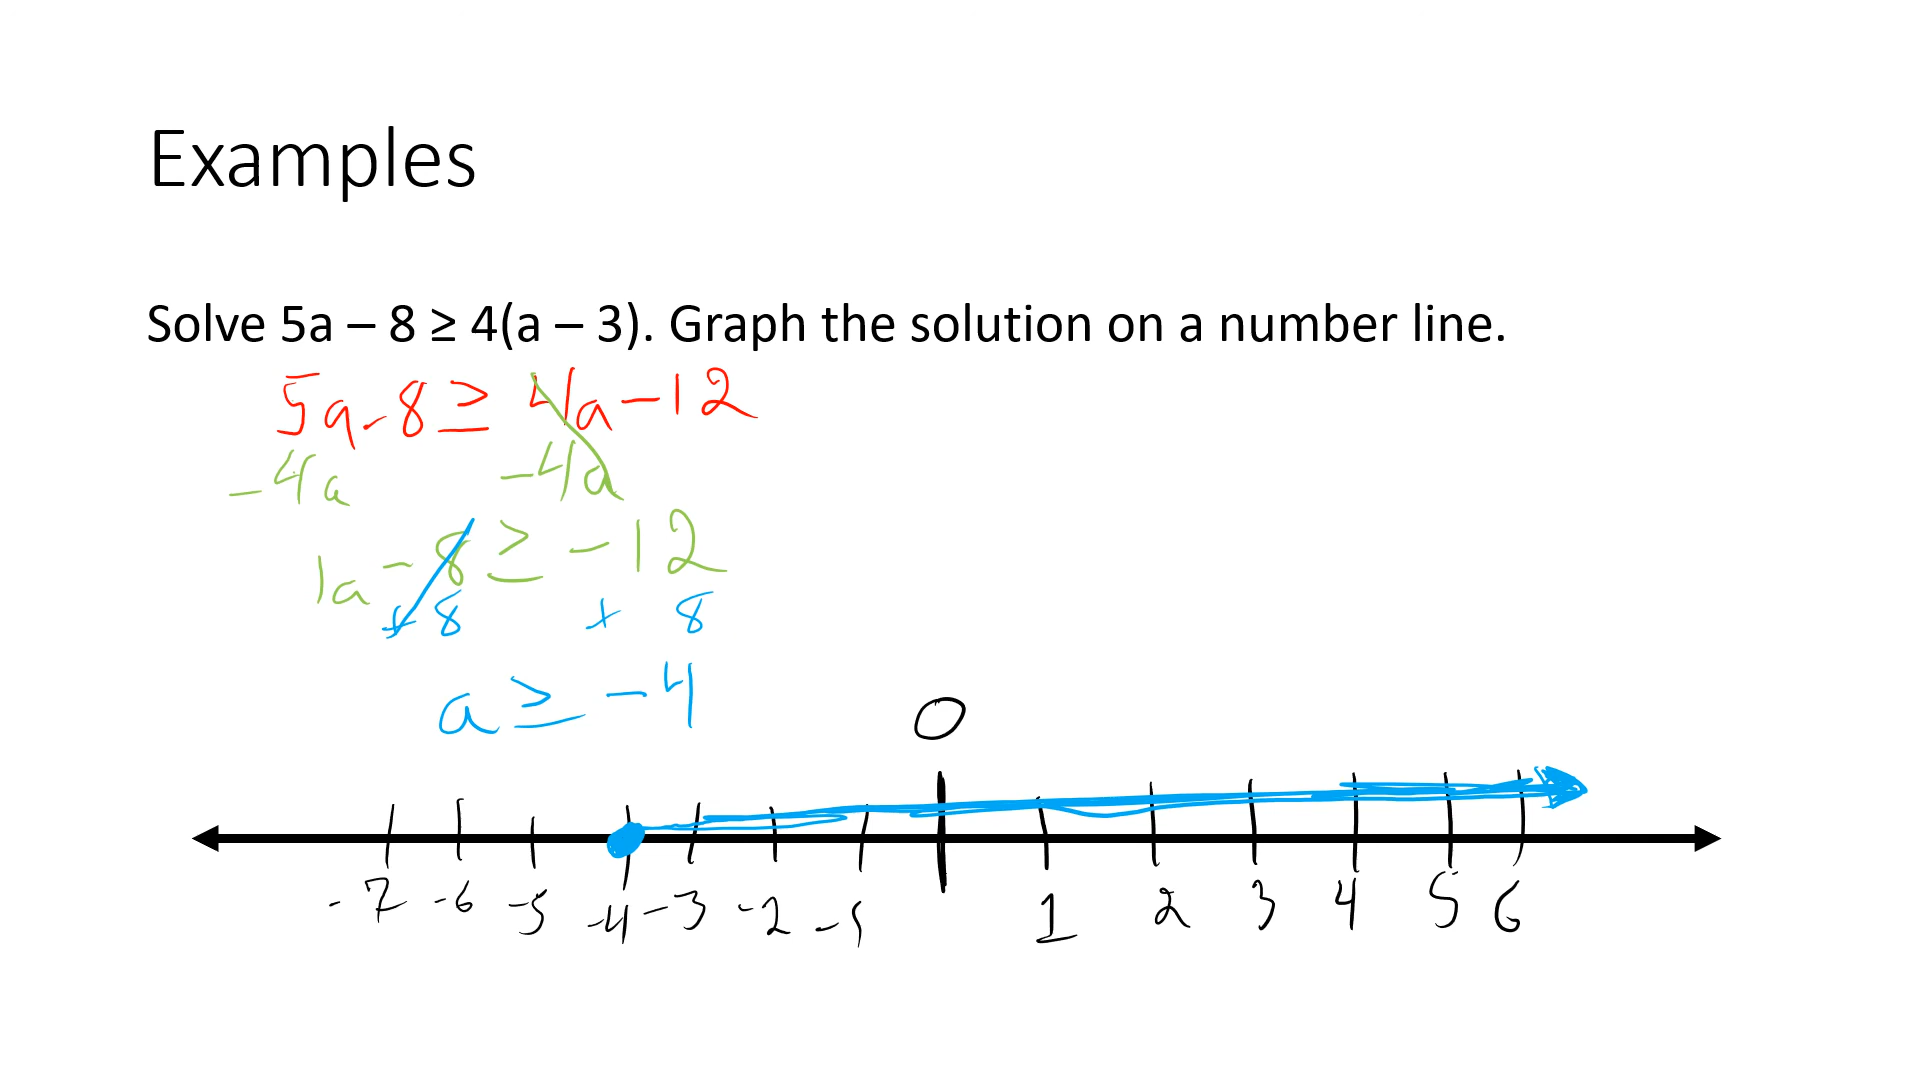 Examples
Solve 5a – 8 ≥ 4(a – 3). Graph the solution on a number line.
5a - 8 ≥ 4a - 12
- 4a - 4a
1a - 8 ≥ - 12
+ 8 + 8
a ≥ - 4
0
-7 -6 -5 -4 -3 -2 -1 1 2 3 4 5 6